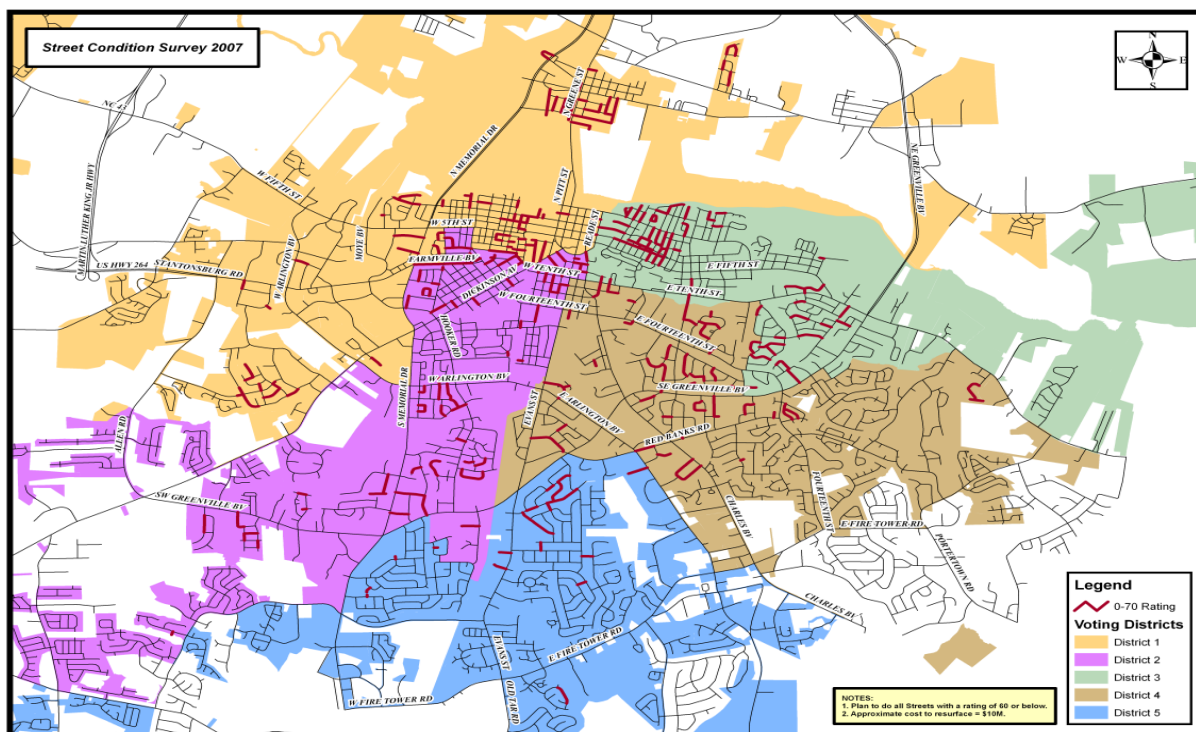 Street Condition Survey 2007
N
W E
S
NC 43
N GREENE ST
N MEMORIAL DR
MARTIN LUTHER KING JR HWY
W FIFTH ST
N PITT ST
NE GREENVILLE BV
W 5TH ST
READE ST
MOYE BV
W ARLINGTON BV
US HWY 264
STANTONSBURG RD
FARMVILLE BV
W TENTH ST
E FIFTH ST
DICKINSON AV
E TENTH ST
W FOURTEENTH ST
E FOURTEENTH ST
HOOKER RD
W ARLINGTON BV
SE GREENVILLE BV
S MEMORIAL DR
EVANS ST
E ARLINGTON BV
ALLEN RD
RED BANKS RD
SW GREENVILLE BV
CHARLES BV
FOURTEENTH ST
E FIRE TOWER RD
PORTERTOWN RD
CHARLES BV
E FIRE TOWER RD
EVANS ST
OLD TAR RD
W FIRE TOWER RD
Legend
0-70 Rating
Voting Districts
District 1
District 2
District 3
District 4
District 5
NOTES:
1. Plan to do all Streets with a rating of 60 or below.
2. Approximate cost to resurface = $10M.